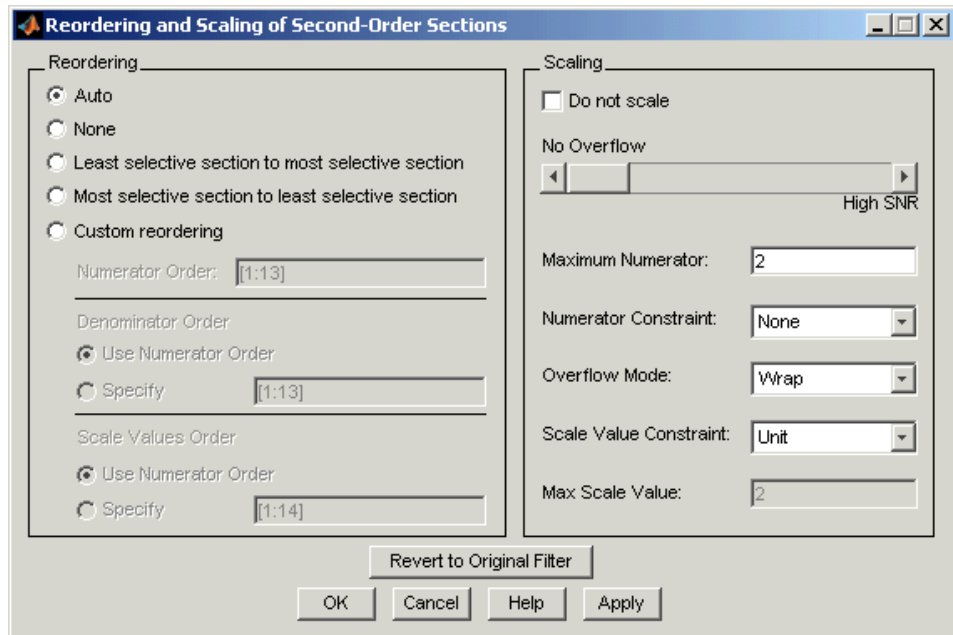 Reordering and Scaling of Second-Order Sections
Reordering
Auto
None
Least selective section to most selective section
Most selective section to least selective section
Custom reordering
Numerator Order: [1:13]
Denominator Order
Use Numerator Order
Specify [1:13]
Scale Values Order
Use Numerator Order
Specify [1:14]
Scaling
Do not scale
No Overflow
High SNR
Maximum Numerator: 2
Numerator Constraint: None
Overflow Mode: Wrap
Scale Value Constraint: Unit
Max Scale Value: 2
Revert to Original Filter
OK Cancel Help Apply